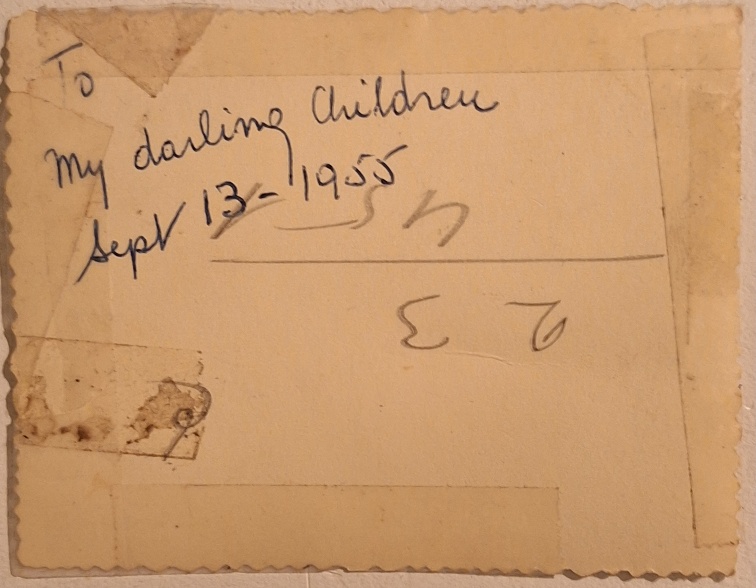 To
My darling Children
Sept 13-1955